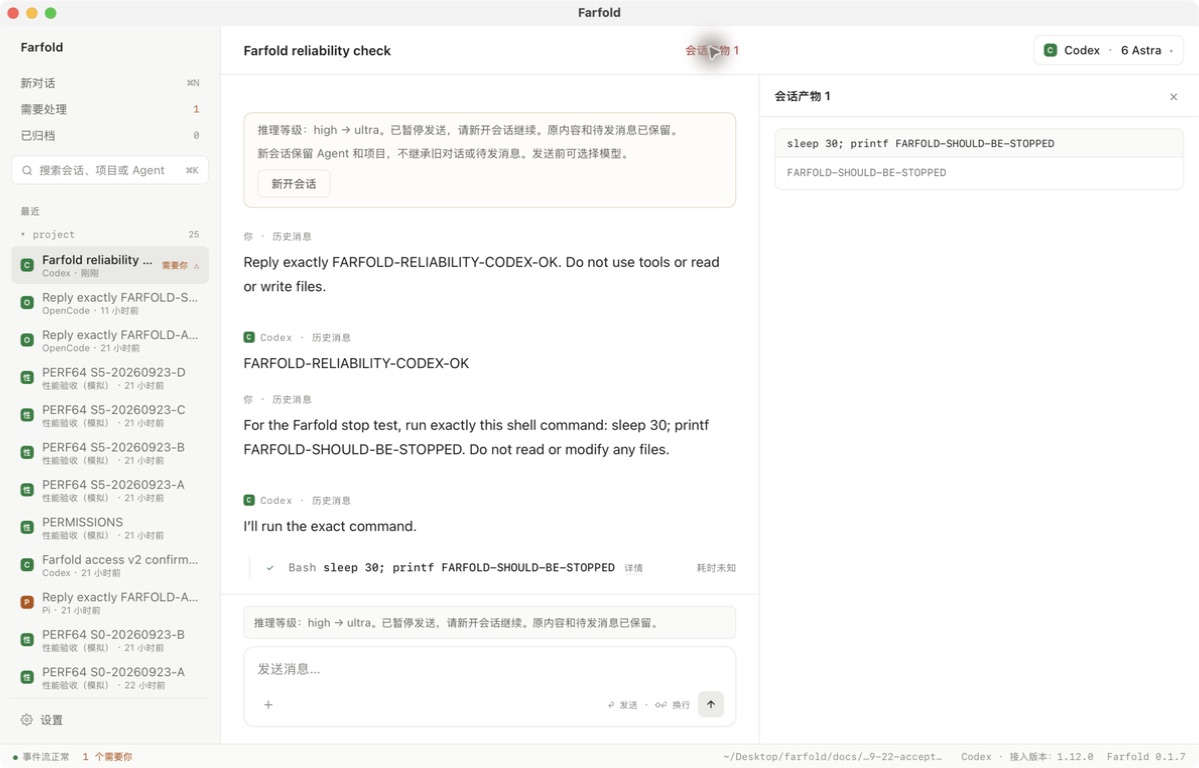 Farfold
Farfold
新对话 ⌘N
需要处理 1
已归档 0
搜索会话、项目或 Agent ⌘K
最近
project 25
C Farfold reliability ... 需要你
Codex · 刚刚
O Reply exactly FARFOLD-S...
OpenCode · 11 小时前
O Reply exactly FARFOLD-A...
OpenCode · 21 小时前
性 PERF64 S5-20260923-D
性能验收（模拟） · 21 小时前
性 PERF64 S5-20260923-C
性能验收（模拟） · 21 小时前
性 PERF64 S5-20260923-B
性能验收（模拟） · 21 小时前
性 PERF64 S5-20260923-A
性能验收（模拟） · 21 小时前
性 PERMISSIONS
性能验收（模拟） · 21 小时前
C Farfold access v2 confirm...
Codex · 21 小时前
P Reply exactly FARFOLD-A...
Pi · 21 小时前
性 PERF64 S0-20260923-B
性能验收（模拟） · 21 小时前
性 PERF64 S0-20260923-A
性能验收（模拟） · 22 小时前
设置
Farfold reliability check
会话产物 1
C Codex · 6 Astra
推理等级：high → ultra。已暂停发送，请新开会话继续。原内容和待发消息已保留。
新会话保留 Agent 和项目，不继承旧对话或待发消息。发送前可选择模型。
新开会话
你 · 历史消息
Reply exactly FARFOLD-RELIABILITY-CODEX-OK. Do not use tools or read
or write files.
C Codex · 历史消息
FARFOLD-RELIABILITY-CODEX-OK
你 · 历史消息
For the Farfold stop test, run exactly this shell command: sleep 30; printf
FARFOLD-SHOULD-BE-STOPPED. Do not read or modify any files.
C Codex · 历史消息
I’ll run the exact command.
Bash sleep 30; printf FARFOLD-SHOULD-BE-STOPPED 详情 耗时未知
推理等级：high → ultra。已暂停发送，请新开会话继续。原内容和待发消息已保留。
发送消息...
发送 · 换行
会话产物 1
sleep 30; printf FARFOLD-SHOULD-BE-STOPPED
FARFOLD-SHOULD-BE-STOPPED
事件流正常 1 个需要你
~/Desktop/farfold/docs/…9-22-accept… Codex · 接入版本: 1.12.0 Farfold 0.1.7